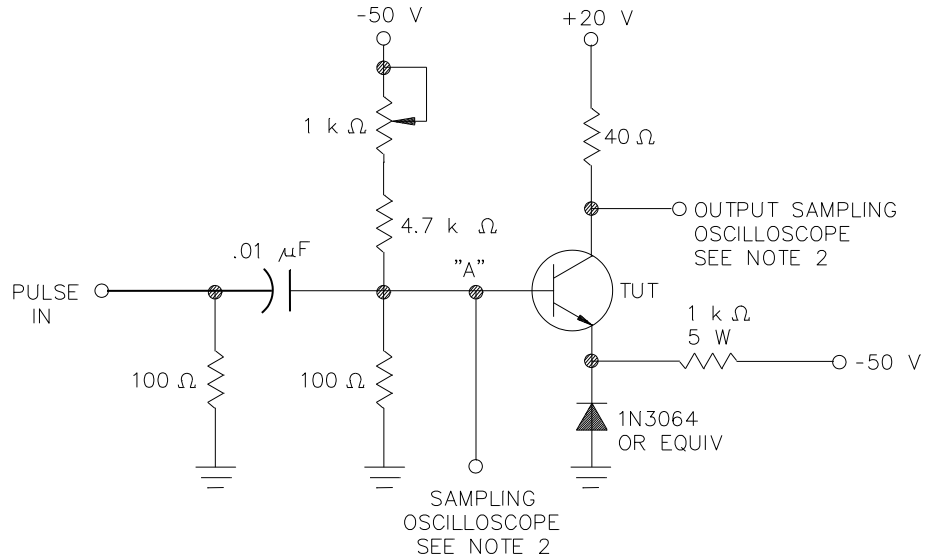 -50 V
+20 V
1 k Ω
40 Ω
4.7 k Ω
OUTPUT SAMPLING
OSCILLOSCOPE
SEE NOTE 2
.01 μF
"A"
PULSE
IN
TUT
1 k Ω
5 W
-50 V
100 Ω
100 Ω
1N3064
OR EQUIV
SAMPLING
OSCILLOSCOPE
SEE NOTE 2